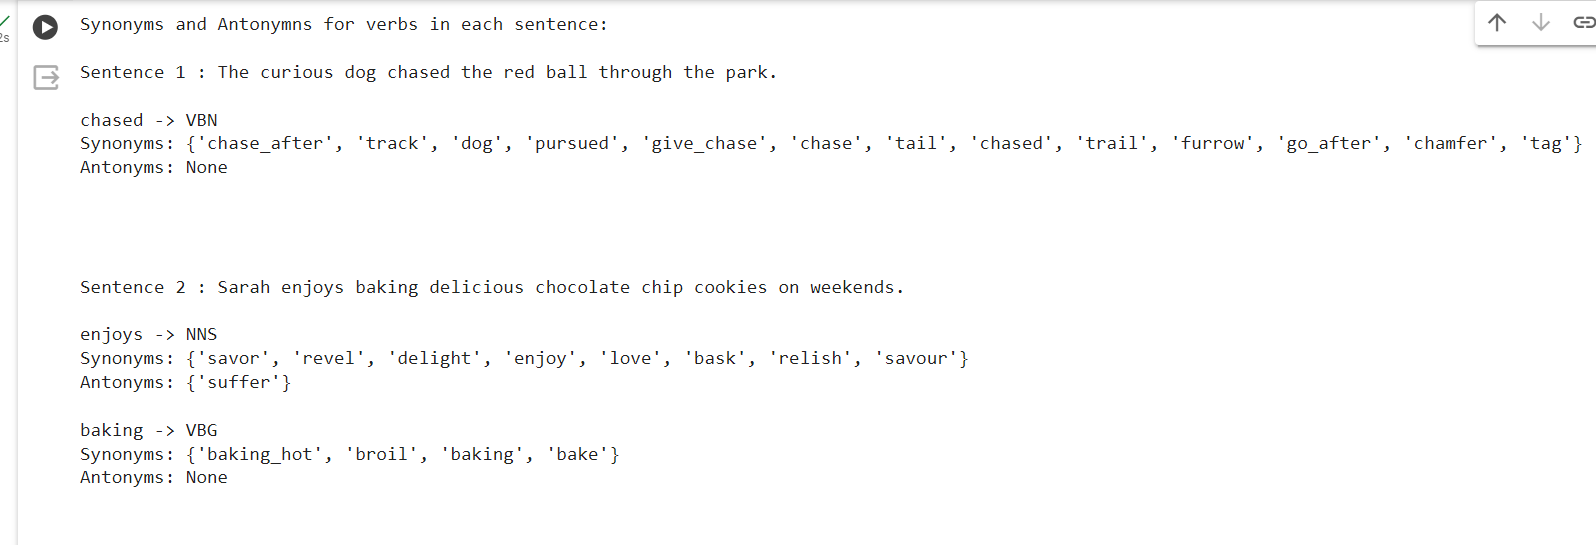 Synonyms and Antonymns for verbs in each sentence:
2s
Sentence 1 : The curious dog chased the red ball through the park.
chased -> VBN
Synonyms: {'chase_after', 'track', 'dog', 'pursued', 'give_chase', 'chase', 'tail', 'chased', 'trail', 'furrow', 'go_after', 'chamfer', 'tag'}
Antonyms: None
Sentence 2 : Sarah enjoys baking delicious chocolate chip cookies on weekends.
enjoys -> NNS
Synonyms: {'savor', 'revel', 'delight', 'enjoy', 'love', 'bask', 'relish', 'savour'}
Antonyms: {'suffer'}
baking -> VBG
Synonyms: {'baking_hot', 'broil', 'baking', 'bake'}
Antonyms: None